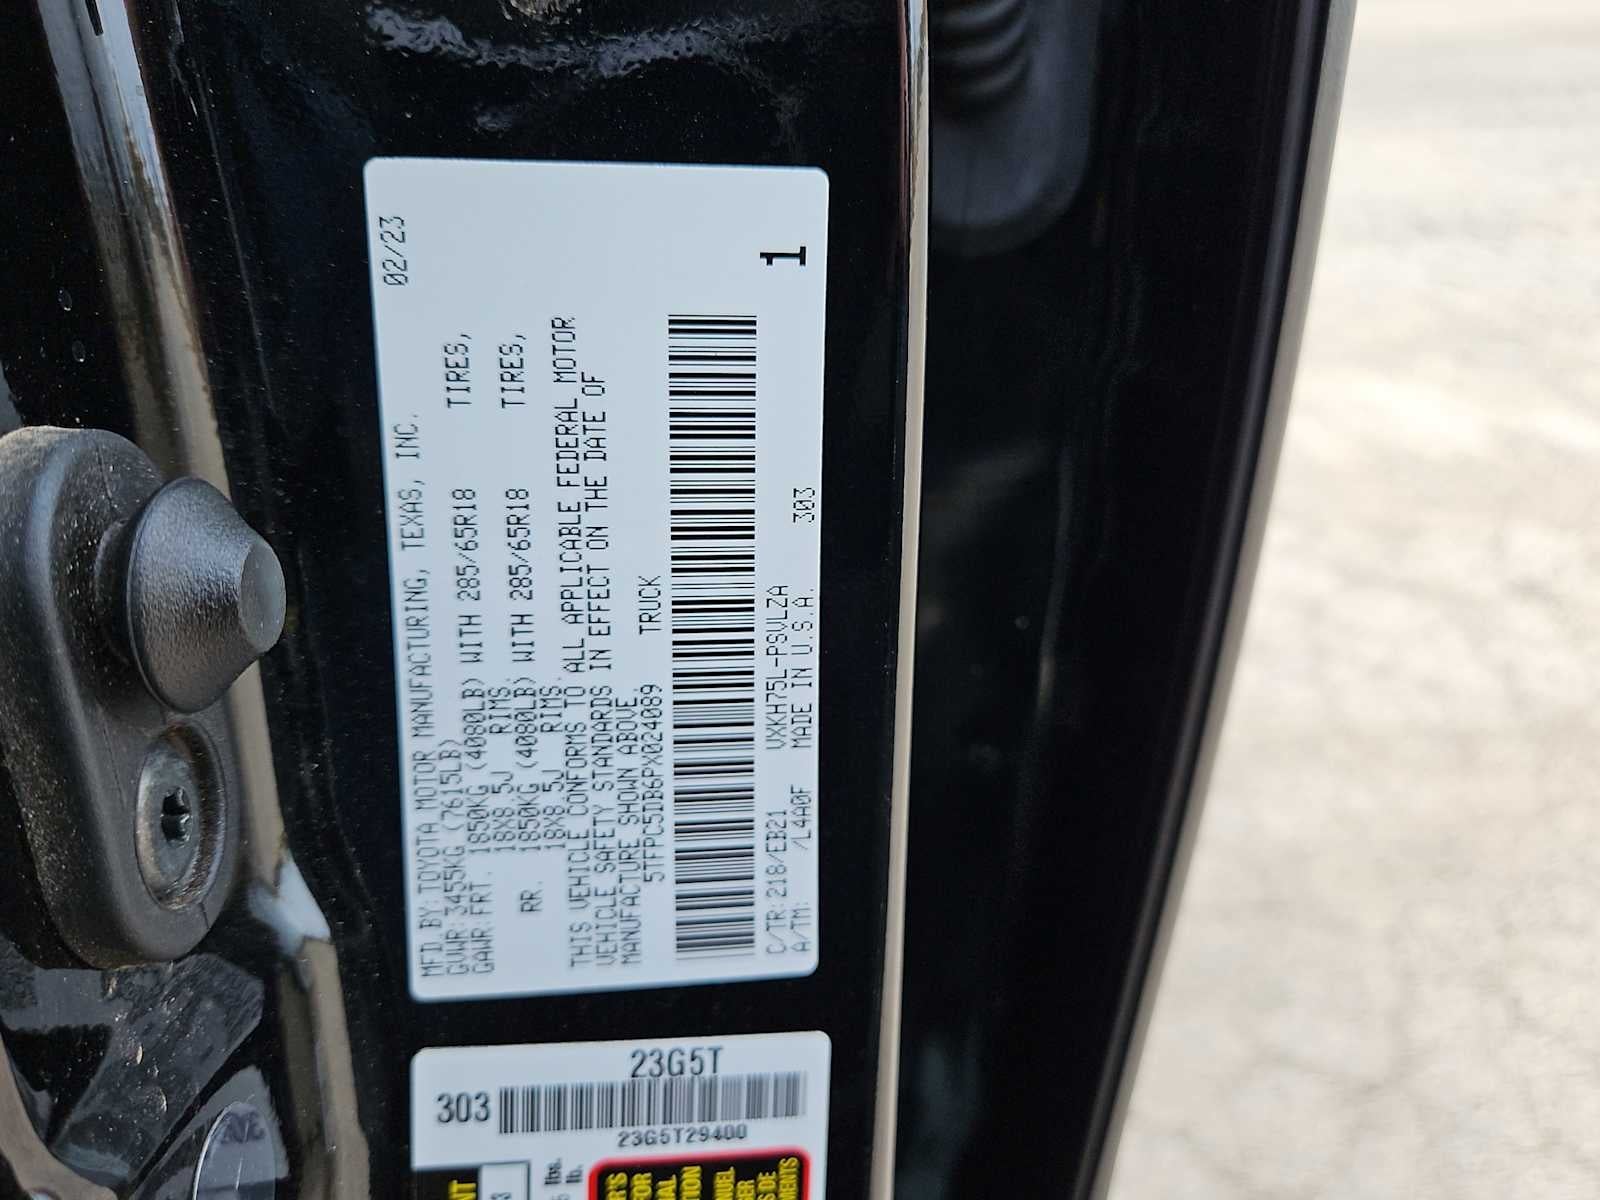 02/23
MFD BY: TOYOTA MOTOR MANUFACTURING, TEXAS, INC.
GVWR: 3455KG (7615LB)
GAWR: FRT. 1850KG (4080LB) WITH 285/65R18 TIRES,
18X8.5J RIMS.
RR. 1850KG (4080LB) WITH 285/65R18 TIRES,
18X8.5J RIMS.
THIS VEHICLE CONFORMS TO ALL APPLICABLE FEDERAL MOTOR
VEHICLE SAFETY STANDARDS IN EFFECT ON THE DATE OF
MANUFACTURE SHOWN ABOVE.
5TFPC5DB6PX024089 TRUCK
C/TR: 218/EB21 VXKH75L-PSVLZA
A/TM: /L4A0F MADE IN U.S.A. 303
1
23G5T
303
23G5T29400
lbs.
lb.
MENTS